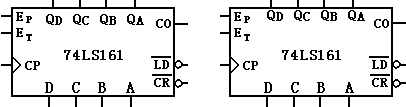 EP QD QC QB QA CO
ET
74LS161
CP LD
CR
D C B A
EP QD QC QB QA CO
ET
74LS161
CP LD
CR
D C B A